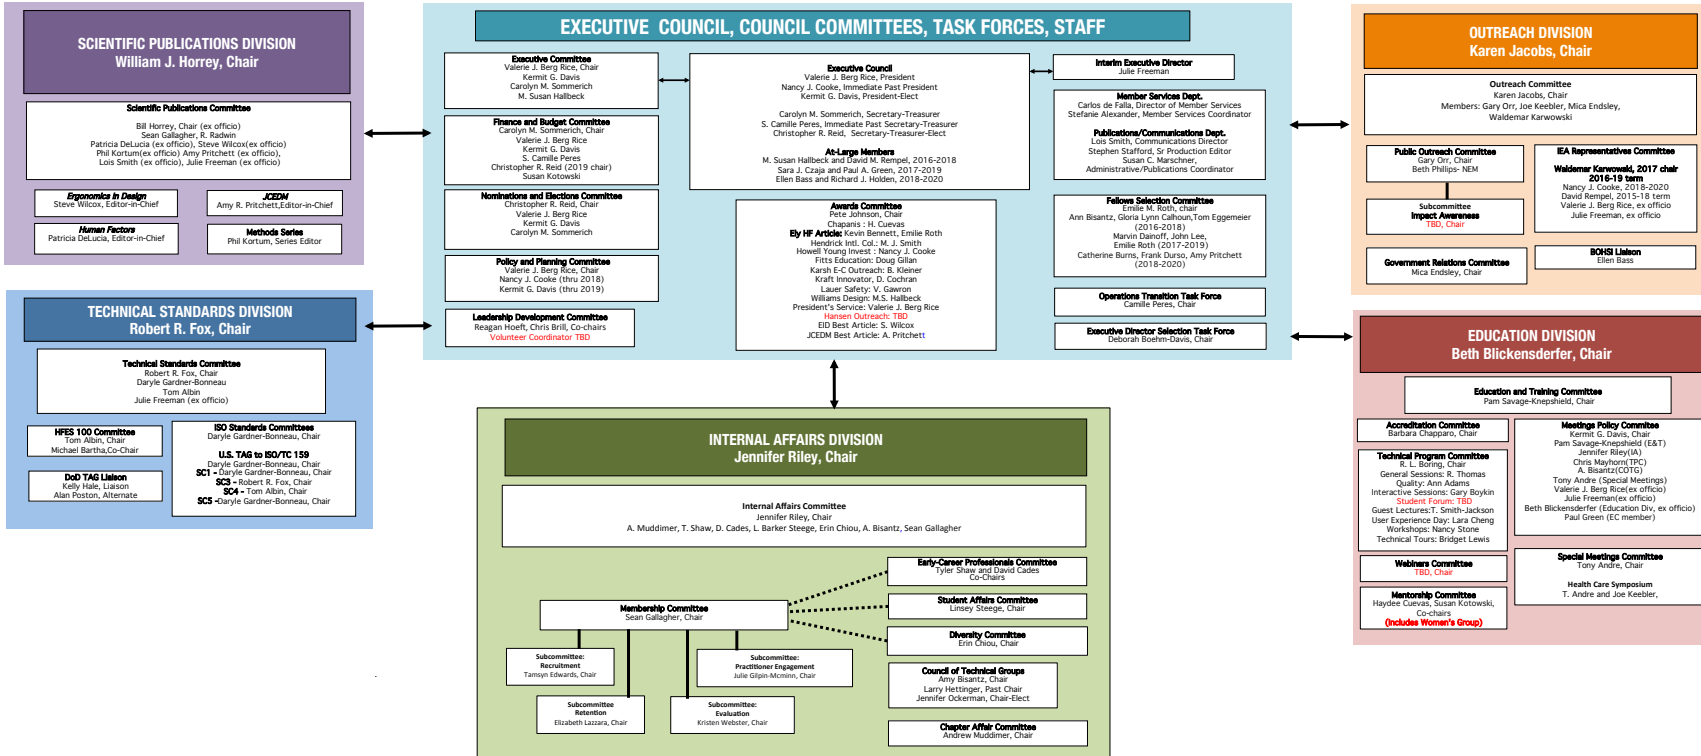 SCIENTIFIC PUBLICATIONS DIVISION
William J. Horrey, Chair
Scientific Publications Committee
Bill Horrey, Chair (ex officio)
Sean Gallagher, R. Radwin
Patricia DeLucia (ex officio), Steve Wilcox(ex officio)
Phil Kortum(ex officio) Amy Pritchett(ex officio),
Lois Smith (ex officio), Julie Freeman (ex officio)
Ergonomics in Design
Steve Wilcox, Editor-in-Chief
JCEDM
Amy R. Pritchett,Editor-in-Chief
Human Factors
Patricia DeLucia, Editor-in-Chief
Methods Series
Phil Kortum, Series Editor
TECHNICAL STANDARDS DIVISION
Robert R. Fox, Chair
Technical Standards Committee
Robert R. Fox, Chair
Daryle Gardner-Bonneau
Tom Albin
Julie Freeman (ex officio)
HFES 100 Committee
Tom Albin, Chair
Michael Bartha,Co-Chair
DoD TAG Liaison
Kelly Hale, Liaison
Alan Poston, Alternate
ISO Standards Committees
Daryle Gardner-Bonneau, Chair
U.S. TAG to ISO/TC 159
Daryle Gardner-Bonneau, Chair
SC1 - Daryle Gardner-Bonneau, Chair
SC3 - Robert R. Fox, Chair
SC4 - Tom Albin, Chair
SC5 -Daryle Gardner-Bonneau, Chair
EXECUTIVE COUNCIL, COUNCIL COMMITTEES, TASK FORCES, STAFF
Executive Committee
Valerie J. Berg Rice, Chair
Kermit G. Davis
Carolyn M. Sommerich
M. Susan Hallbeck
Finance and Budget Committee
Carolyn M. Sommerich, Chair
Valerie J. Berg Rice
Kermit G. Davis
S. Camille Peres
Christopher R. Reid (2019 chair)
Susan Kotowski
Nominations and Elections Committee
Christopher R. Reid, Chair
Valerie J. Berg Rice
Kermit G. Davis
Carolyn M. Sommerich
Policy and Planning Committee
Valerie J. Berg Rice, Chair
Nancy J. Cooke (thru 2018)
Kermit G. Davis (thru 2019)
Leadership Development Committee
Reagan Hoeft, Chris Brill, Co-chairs
Volunteer Coordinator TBD
Executive Council
Valerie J. Berg Rice, President
Nancy J. Cooke, Immediate Past President
Kermit G. Davis, President-Elect
Carolyn M. Sommerich, Secretary-Treasurer
S. Camille Peres, Immediate Past Secretary-Treasurer
Christopher R. Reid, Secretary-Treasurer-Elect
At-Large Members
M. Susan Hallbeck and David M. Rempel, 2016-2018
Sara J. Czaja and Paul A. Green, 2017-2019
Ellen Bass and Richard J. Holden, 2018-2020
Awards Committee
Pete Johnson, Chair
Chapanis : H. Cuevas
Ely HF Article: Kevin Bennett, Emilie Roth
Hendrick Intl. Col.: M. J. Smith
Howell Young Invest : Nancy J. Cooke
Fitts Education: Doug Gillan
Karsh E-C Outreach: B. Kleiner
Kraft Innovator, D. Cochran
Lauer Safety: V. Gawron
Williams Design: M.S. Hallbeck
President's Service: Valerie J. Berg Rice
Hansen Outreach: TBD
EID Best Article: S. Wilcox
JCEDM Best Article: A. Pritchett
Interim Executive Director
Julie Freeman
Member Services Dept.
Carlos de Falla, Director of Member Services
Stefanie Alexander, Member Services Coordinator
Publications/Communications Dept.
Lois Smith, Communications Director
Stephen Stafford, Sr Production Editor
Susan C. Marschner,
Administrative/Publications Coordinator
Fellows Selection Committee
Emilie M. Roth, chair
Ann Bisantz, Gloria Lynn Calhoun,Tom Eggemeier
(2016-2018)
Marvin Dainoff, John Lee,
Emilie Roth (2017-2019)
Catherine Burns, Frank Durso, Amy Pritchett
(2018-2020)
Operations Transition Task Force
Camille Peres, Chair
Executive Director Selection Task Force
Deborah Boehm-Davis, Chair
OUTREACH DIVISION
Karen Jacobs, Chair
Outreach Committee
Karen Jacobs, Chair
Members: Gary Orr, Joe Keebler, Mica Endsley,
Waldemar Karwowski
Public Outreach Committee
Gary Orr, Chair
Beth Phillips- NEM
Subcommittee
Impact Awareness
TBD, Chair
Government Relations Committee
Mica Endsley, Chair
IEA Representatives Committee
Waldemar Karwowski, 2017 chair
2016-19 term
Nancy J. Cooke, 2018-2020
David Rempel, 2015-18 term
Valerie J. Berg Rice, ex officio
Julie Freeman, ex officio
BOHSI Liaison
Ellen Bass
EDUCATION DIVISION
Beth Blickensderfer, Chair
Education and Training Committee
Pam Savage-Knepshield, Chair
Accreditation Committee
Barbara Chapparo, Chair
Technical Program Committee
R. L. Boring, Chair
General Sessions: R. Thomas
Quality: Ann Adams
Interactive Sessions: Gary Boykin
Student Forum: TBD
Guest Lectures:T. Smith-Jackson
User Experience Day: Lara Cheng
Workshops: Nancy Stone
Technical Tours: Bridget Lewis
Webinars Committee
TBD, Chair
Mentorship Committee
Haydee Cuevas, Susan Kotowski,
Co-chairs
(Includes Women's Group)
Meetings Policy Commitee
Kermit G. Davis, Chair
Pam Savage-Knepshield (E&T)
Jennifer Riley(IA)
Chris Mayhorn(TPC)
A. Bisantz(COTG)
Tony Andre (Special Meetings)
Valerie J. Berg Rice(ex officio)
Julie Freeman(ex officio)
Beth Blickensderfer (Education Div, ex officio)
Paul Green (EC member)
Special Meetings Committee
Tony Andre, Chair
Health Care Symposium
T. Andre and Joe Keebler,
INTERNAL AFFAIRS DIVISION
Jennifer Riley, Chair
Internal Affairs Committee
Jennifer Riley, Chair
A. Muddimer, T. Shaw, D. Cades, L. Barker Steege, Erin Chiou, A. Bisantz, Sean Gallagher
Membership Committee
Sean Gallagher, Chair
Subcommittee:
Recruitment
Tamsyn Edwards, Chair
Subcommittee
Retention
Elizabeth Lazzara, Chair
Subcommittee:
Practitioner Engagement
Julie Gilpin-Mcminn, Chair
Subcommittee:
Evaluation
Kristen Webster, Chair
Early-Career Professionals Committee
Tyler Shaw and David Cades
Co-Chairs
Student Affairs Committee
Linsey Steege, Chair
Diversity Committee
Erin Chiou, Chair
Council of Technical Groups
Amy Bisantz, Chair
Larry Hettinger, Past Chair
Jennifer Ockerman, Chair-Elect
Chapter Affair Committee
Andrew Muddimer, Chair